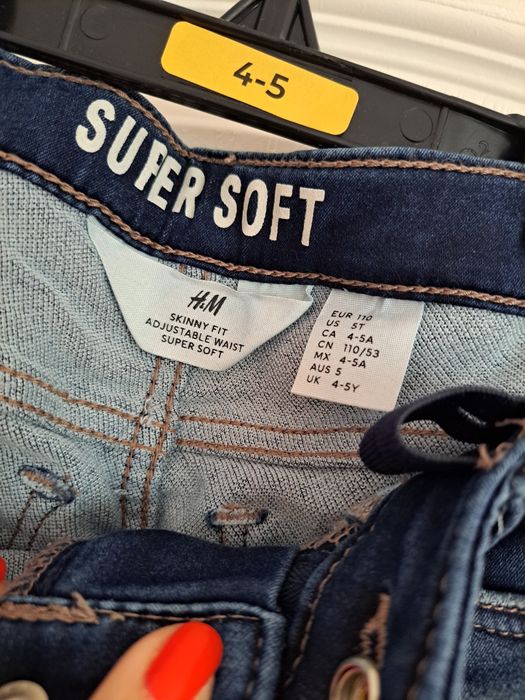 4-5
SUPER SOFT
H&M
SKINNY FIT
ADJUSTABLE WAIST
SUPER SOFT
EUR 110
US 5T
CA 4-5A
CN 110/53
MX 4-5A
AUS 5
UK 4-5Y